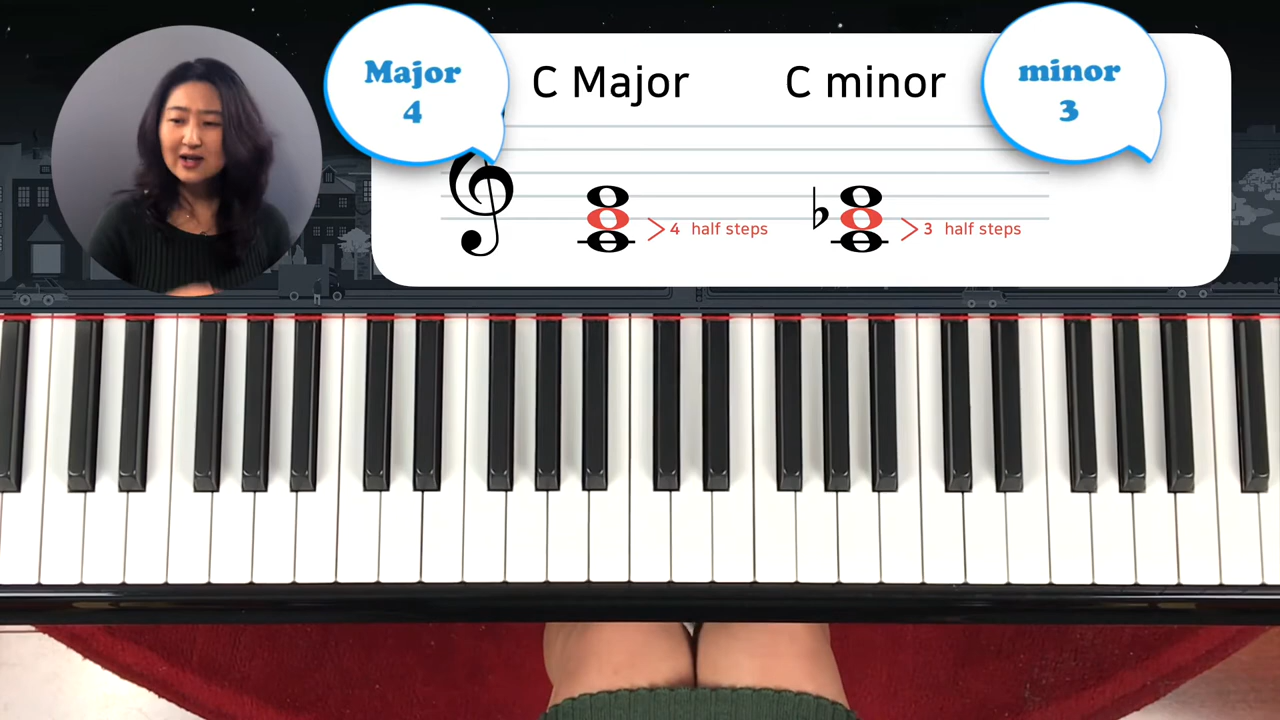 Major
4
C Major
C minor
minor
3
4 half steps
3 half steps